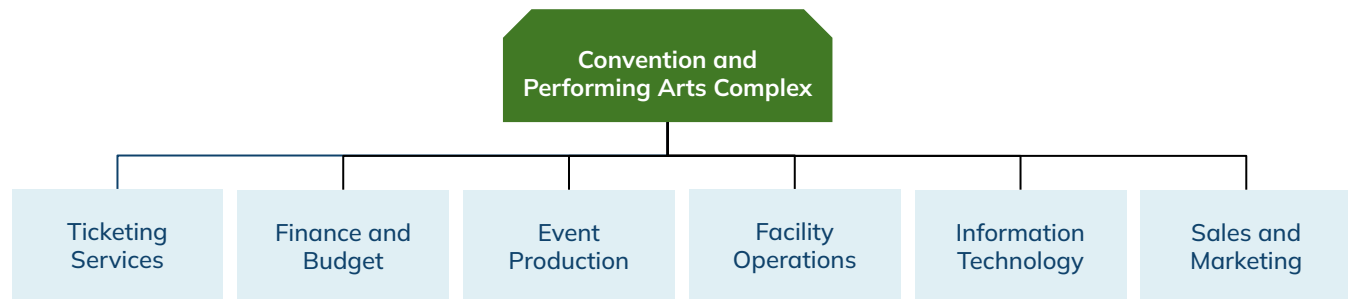 Convention and
Performing Arts Complex
Ticketing
Services
Finance and
Budget
Event
Production
Facility
Operations
Information
Technology
Sales and
Marketing